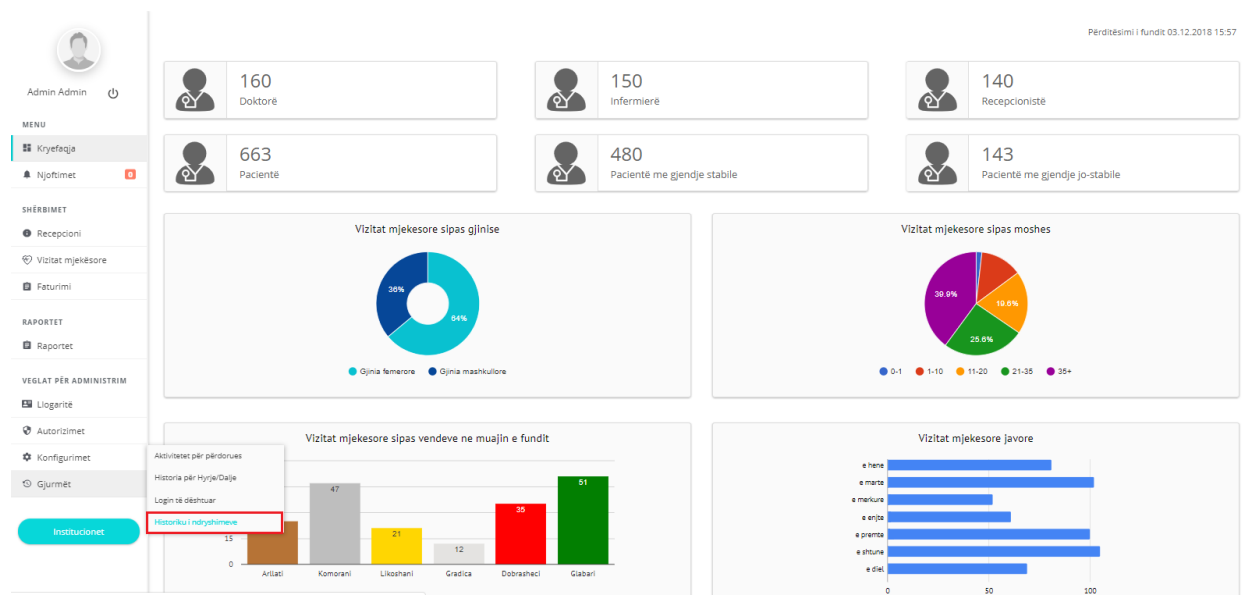 Përditësimi i fundit 03.12.2018 15:57
Admin Admin
MENU
Kryefaqja
Njoftimet 0
SHËRBIMET
Recepcioni
Vizitat mjekësore
Faturimi
RAPORTET
Raportet
VEGLAT PËR ADMINISTRIM
Llogaritë
Autorizimet
Konfigurimet
Gjurmët
Institucionet
Aktivitetet për përdorues
Historia për Hyrje/Dalje
Login të dështuar
Historiku i ndryshimeve
160
Doktorë
150
Infermierë
140
Recepcionistë
663
Pacientë
480
Pacientë me gjendje stabile
143
Pacientë me gjendje jo-stabile
Vizitat mjekesore sipas gjinise
36%
64%
Gjinia femerore Gjinia mashkullore
Vizitat mjekesore sipas moshes
39.9%
19.6%
25.6%
0-1 1-10 11-20 21-35 35+
Vizitat mjekesore sipas vendeve ne muajin e fundit
47
21
12
35
51
15
0
Arllati Komorani Likoshani Gradica Dobrasheci Glabari
Vizitat mjekesore javore
e hene
e marte
e merkure
e enjte
e premte
e shtune
e diel
0 50 100